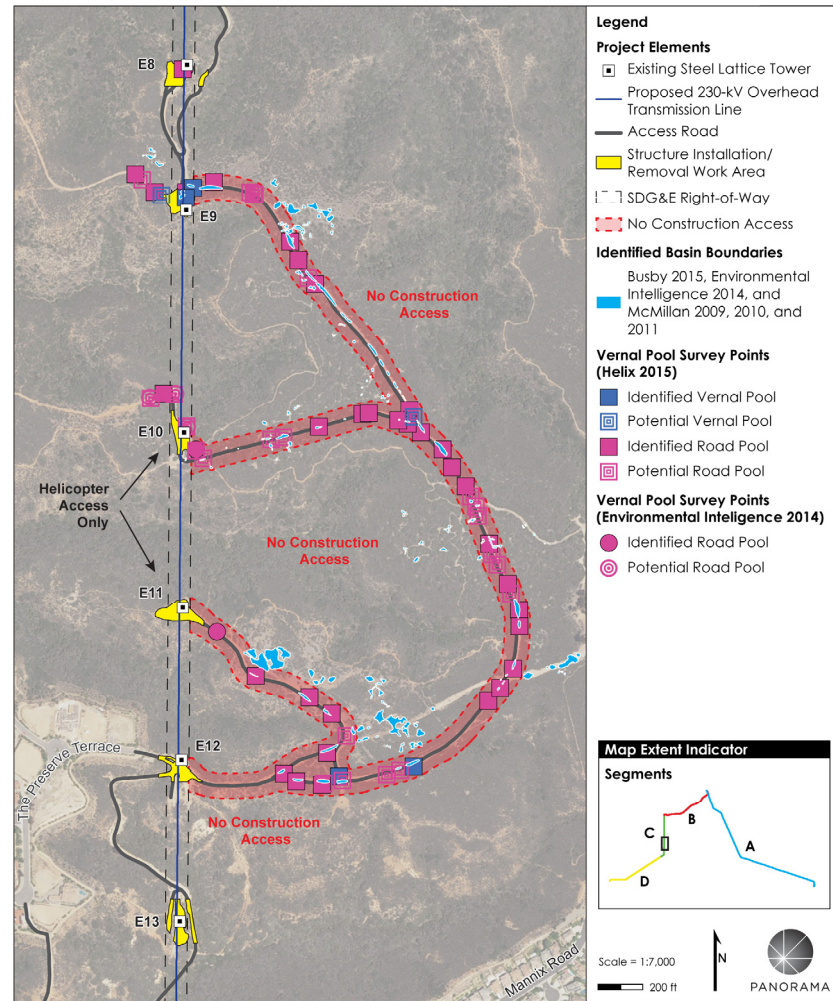 E8
E9
No Construction
Access
E10
Helicopter
Access
Only
No Construction
Access
E11
E12
The Preserve Terrace
No Construction
Access
E13
Mannix Road
Legend
Project Elements
Existing Steel Lattice Tower
Proposed 230-kV Overhead
Transmission Line
Access Road
Structure Installation/
Removal Work Area
SDG&E Right-of-Way
No Construction Access
Identified Basin Boundaries
Busby 2015, Environmental
Intelligence 2014, and
McMillan 2009, 2010, and
2011
Vernal Pool Survey Points
(Helix 2015)
Identified Vernal Pool
Potential Vernal Pool
Identified Road Pool
Potential Road Pool
Vernal Pool Survey Points
(Environmental Inteligence 2014)
Identified Road Pool
Potential Road Pool
Map Extent Indicator
Segments
B
C
A
D
Scale = 1:7,000
200 ft
N
PANORAMA